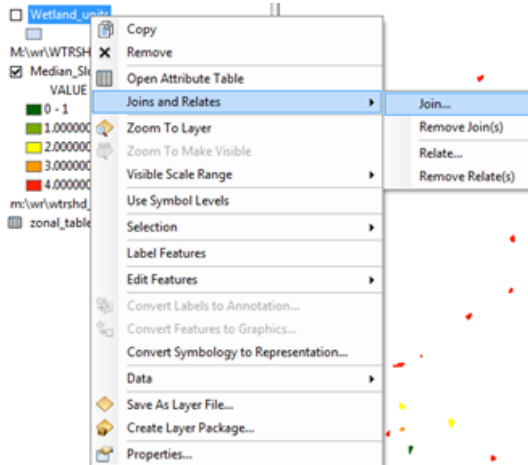 Wetland_units
M:\wr\WTRSH
Median_Slo
VALUE
0 - 1
1.000000
2.000000
3.000000
4.000000
m:\wr\wtrshd_
zonal_table
Copy
Remove
Open Attribute Table
Joins and Relates
Zoom To Layer
Zoom To Make Visible
Visible Scale Range
Use Symbol Levels
Selection
Label Features
Edit Features
Convert Labels to Annotation...
Convert Features to Graphics...
Convert Symbology to Representation...
Data
Save As Layer File...
Create Layer Package...
Properties...
Join...
Remove Join(s)
Relate...
Remove Relate(s)